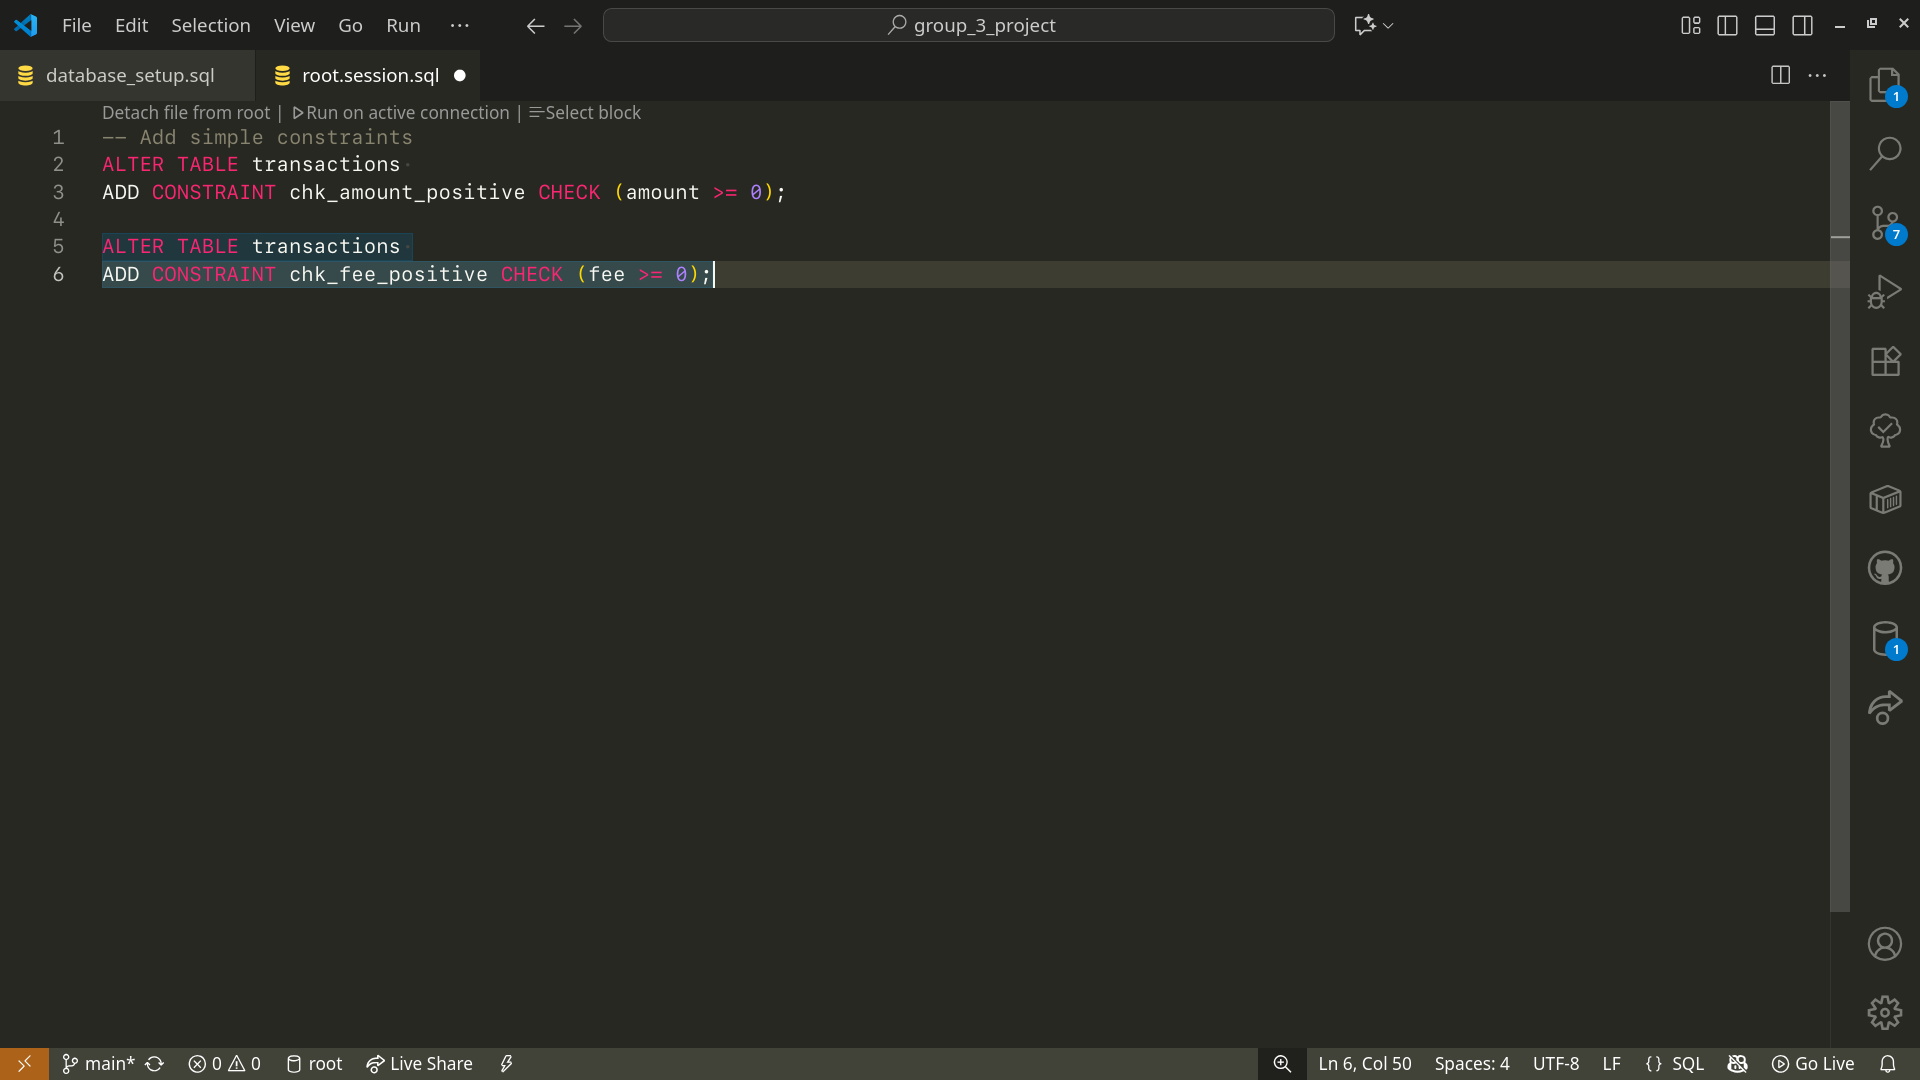 File Edit Selection View Go Run ···
group_3_project
database_setup.sql
root.session.sql
Detach file from root | Run on active connection | Select block
1 -- Add simple constraints
2 ALTER TABLE transactions
3 ADD CONSTRAINT chk_amount_positive CHECK (amount >= 0);
4
5 ALTER TABLE transactions
6 ADD CONSTRAINT chk_fee_positive CHECK (fee >= 0);
1
7
1
main* 0 0 root Live Share
Ln 6, Col 50 Spaces: 4 UTF-8 LF {} SQL Go Live